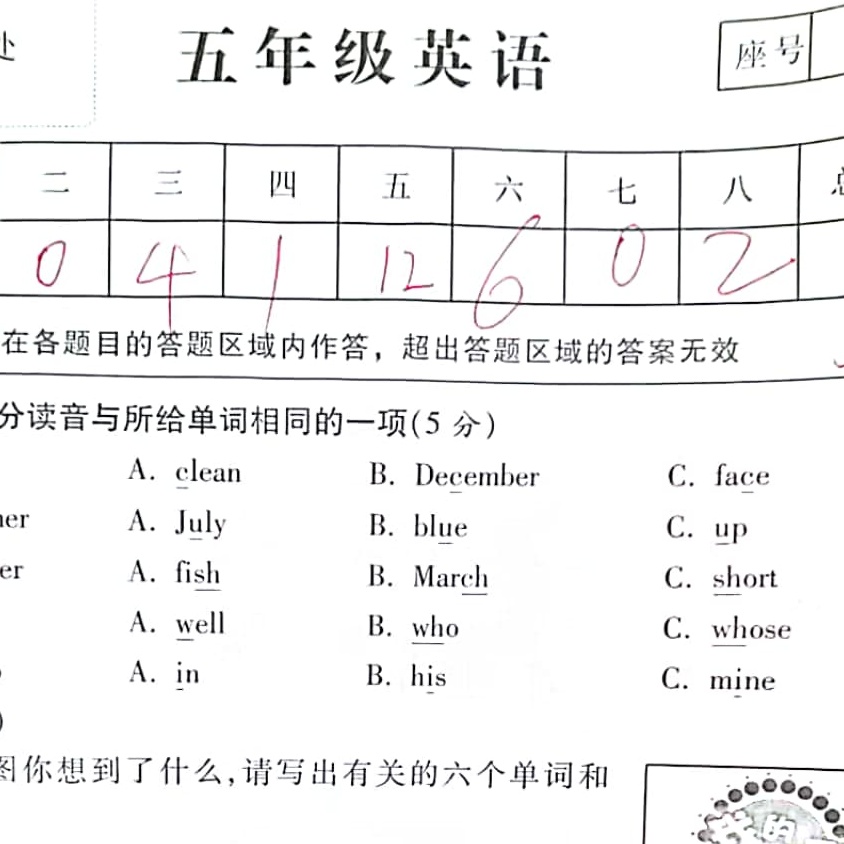 处
五年级英语
座号
二 三 四 五 六 七 八
0 4 1 12 6 0 2
在各题目的答题区域内作答，超出答题区域的答案无效
分读音与所给单词相同的一项(5分)
A. clean B. December C. face
her A. July B. blue C. up
er A. fish B. March C. short
A. well B. who C. whose
A. in B. his C. mine
)
图你想到了什么,请写出有关的六个单词和
我的